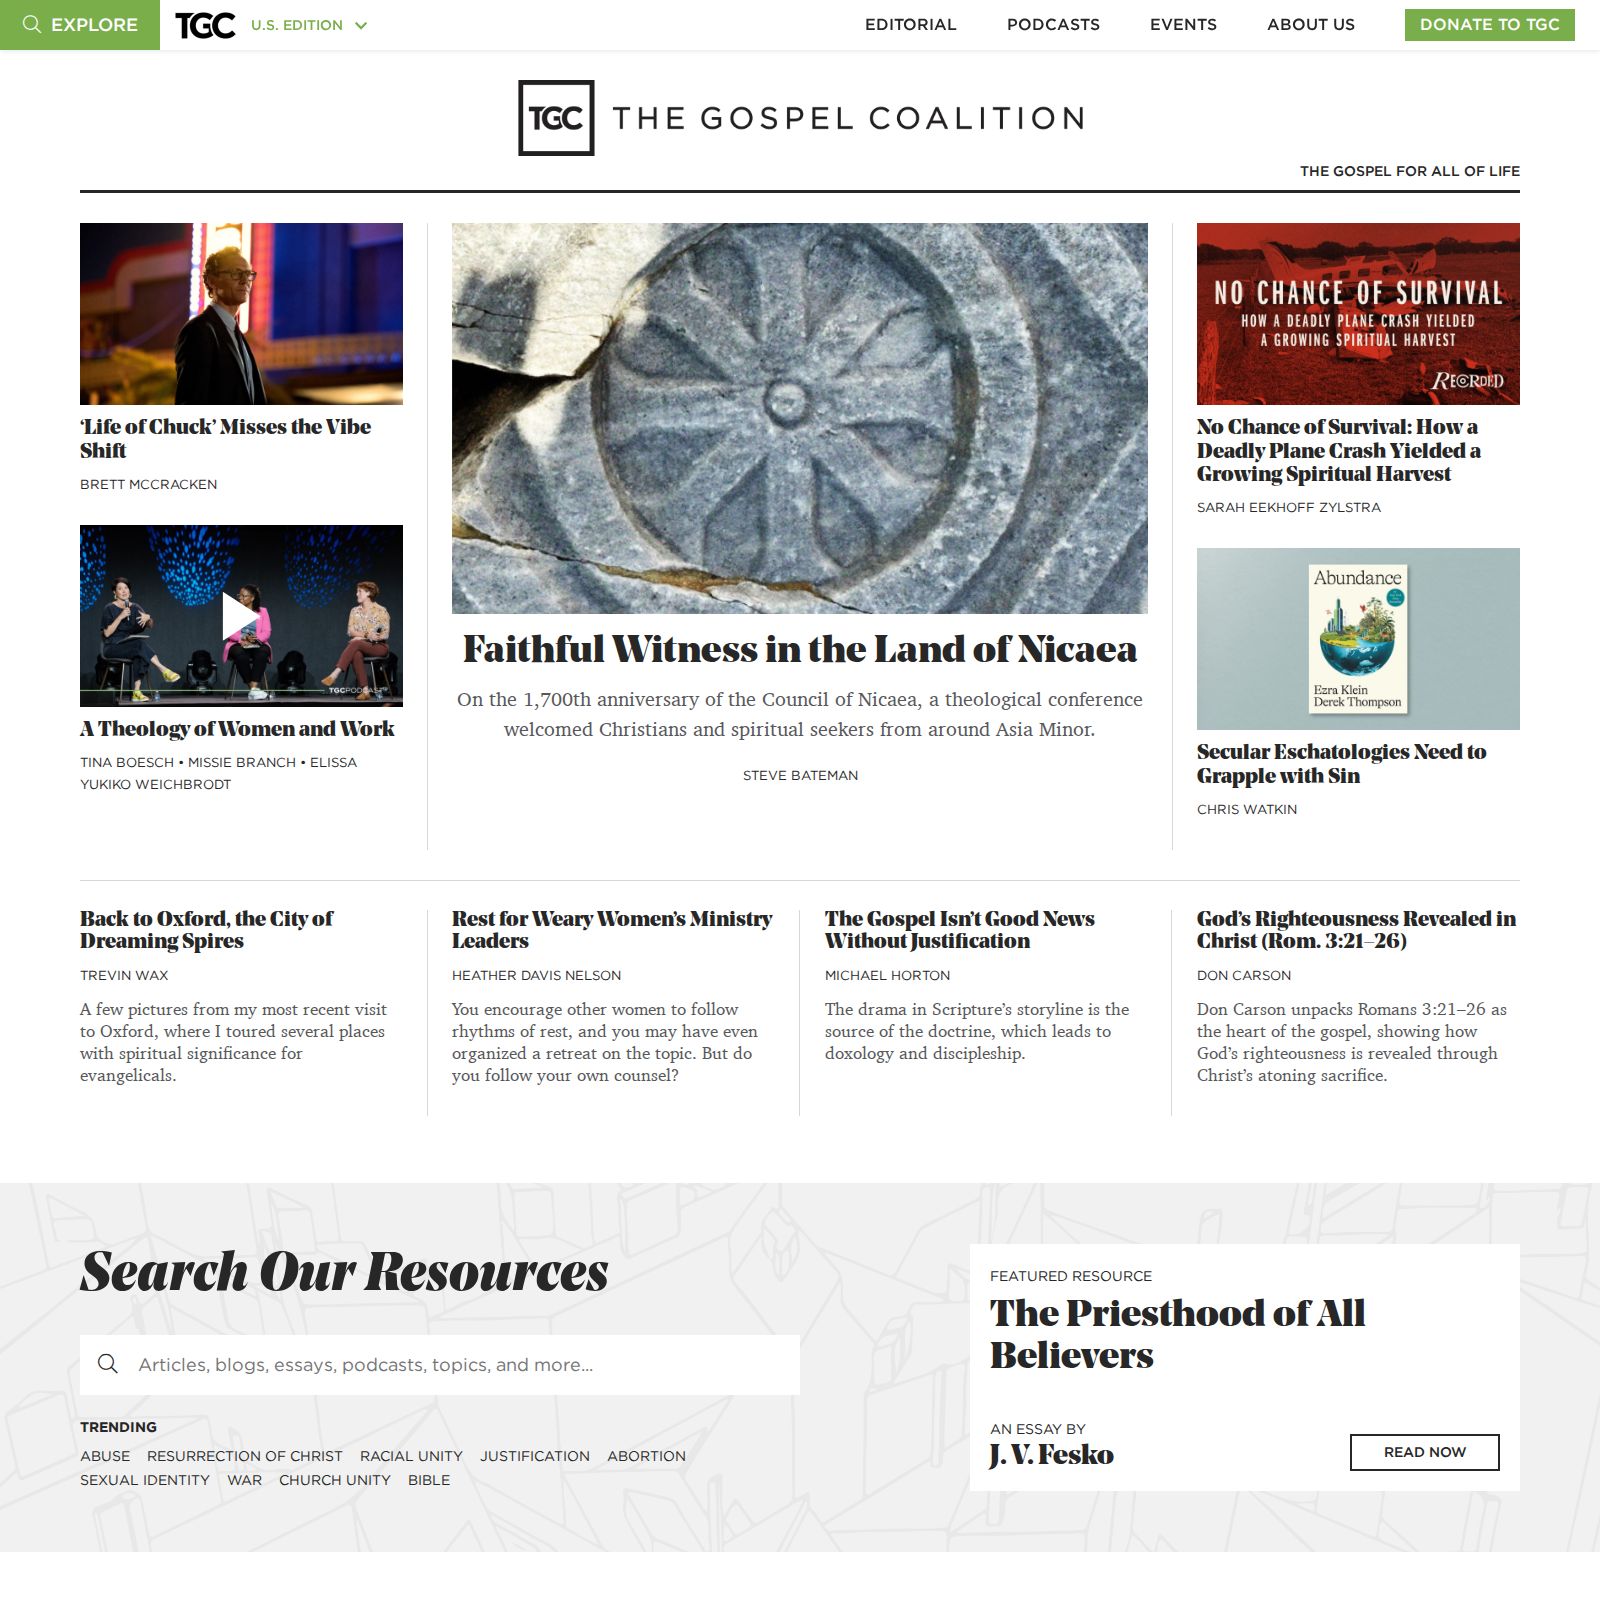 EXPLORE
TGC
U.S. EDITION
EDITORIAL
PODCASTS
EVENTS
ABOUT US
DONATE TO TGC
TGC
THE GOSPEL COALITION
THE GOSPEL FOR ALL OF LIFE
‘Life of Chuck’ Misses the Vibe
Shift
BRETT MCCRACKEN
TGCPODCAST
A Theology of Women and Work
TINA BOESCH • MISSIE BRANCH • ELISSA
YUKIKO WEICHBRODT
Faithful Witness in the Land of Nicaea
On the 1,700th anniversary of the Council of Nicaea, a theological conference
welcomed Christians and spiritual seekers from around Asia Minor.
STEVE BATEMAN
NO CHANCE OF SURVIVAL
HOW A DEADLY PLANE CRASH YIELDED
A GROWING SPIRITUAL HARVEST
RECORDED
No Chance of Survival: How a
Deadly Plane Crash Yielded a
Growing Spiritual Harvest
SARAH EEKHOFF ZYLSTRA
Abundance
Ezra Klein
Derek Thompson
Secular Eschatologies Need to
Grapple with Sin
CHRIS WATKIN
Back to Oxford, the City of
Dreaming Spires
TREVIN WAX
A few pictures from my most recent visit
to Oxford, where I toured several places
with spiritual significance for
evangelicals.
Rest for Weary Women’s Ministry
Leaders
HEATHER DAVIS NELSON
You encourage other women to follow
rhythms of rest, and you may have even
organized a retreat on the topic. But do
you follow your own counsel?
The Gospel Isn’t Good News
Without Justification
MICHAEL HORTON
The drama in Scripture’s storyline is the
source of the doctrine, which leads to
doxology and discipleship.
God’s Righteousness Revealed in
Christ (Rom. 3:21–26)
DON CARSON
Don Carson unpacks Romans 3:21–26 as
the heart of the gospel, showing how
God’s righteousness is revealed through
Christ’s atoning sacrifice.
Search Our Resources
Articles, blogs, essays, podcasts, topics, and more...
TRENDING
ABUSE RESURRECTION OF CHRIST RACIAL UNITY JUSTIFICATION ABORTION
SEXUAL IDENTITY WAR CHURCH UNITY BIBLE
FEATURED RESOURCE
The Priesthood of All
Believers
AN ESSAY BY
J. V. Fesko
READ NOW